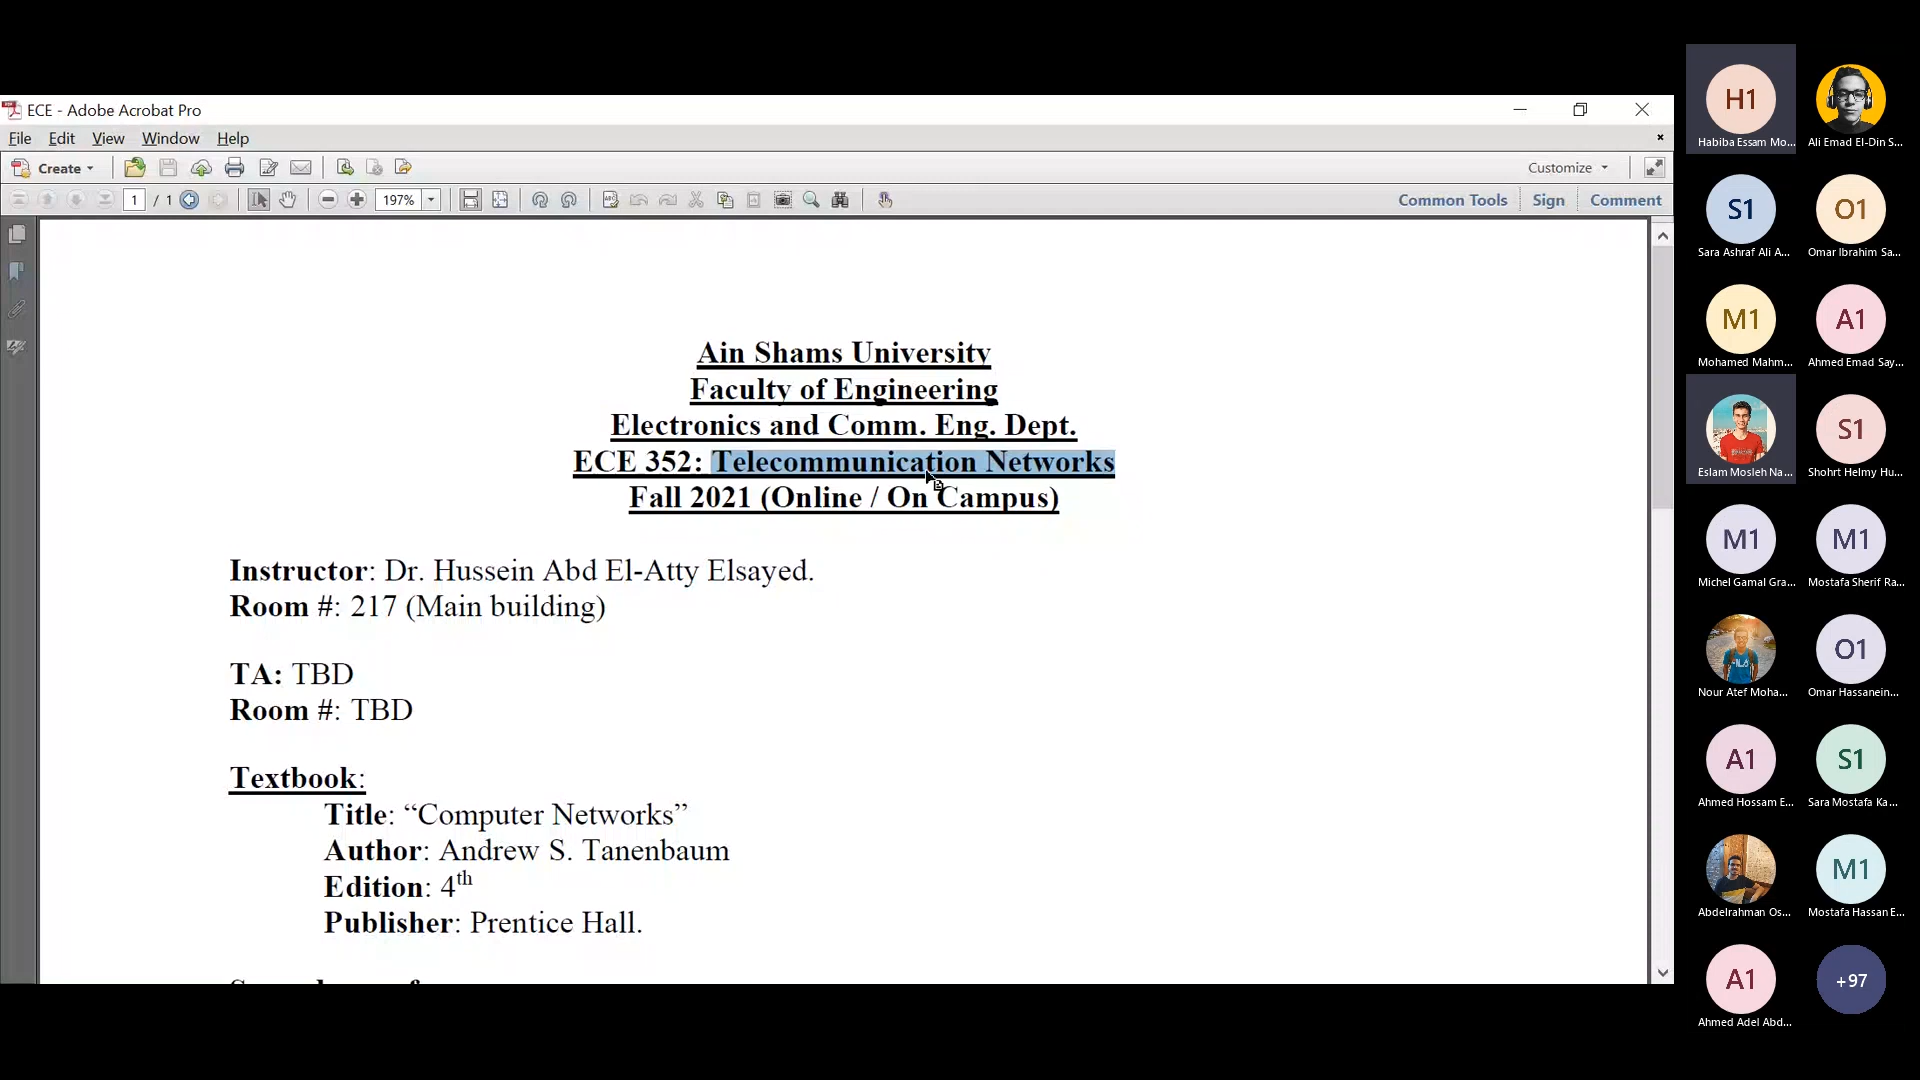 ECE - Adobe Acrobat Pro
File Edit View Window Help
Create
Customize
1 / 1
197%
Common Tools Sign Comment
Ain Shams University
Faculty of Engineering
Electronics and Comm. Eng. Dept.
ECE 352: Telecommunication Networks
Fall 2021 (Online / On Campus)
Instructor: Dr. Hussein Abd El-Atty Elsayed.
Room #: 217 (Main building)
TA: TBD
Room #: TBD
Textbook:
Title: “Computer Networks”
Author: Andrew S. Tanenbaum
Edition: 4th
Publisher: Prentice Hall.
H1
Habiba Essam Mo...
Ali Emad El-Din S...
S1
O1
Sara Ashraf Ali A...
Omar Ibrahim Sa...
M1
A1
Mohamed Mahm...
Ahmed Emad Say...
S1
Eslam Mosleh Na...
Shohrt Helmy Hu...
M1
M1
Michel Gamal Gra...
Mostafa Sherif Ra...
O1
Nour Atef Moha...
Omar Hassanein...
A1
S1
Ahmed Hossam E...
Sara Mostafa Ka...
M1
Abdelrahman Os...
Mostafa Hassan E...
A1
+97
Ahmed Adel Abd...